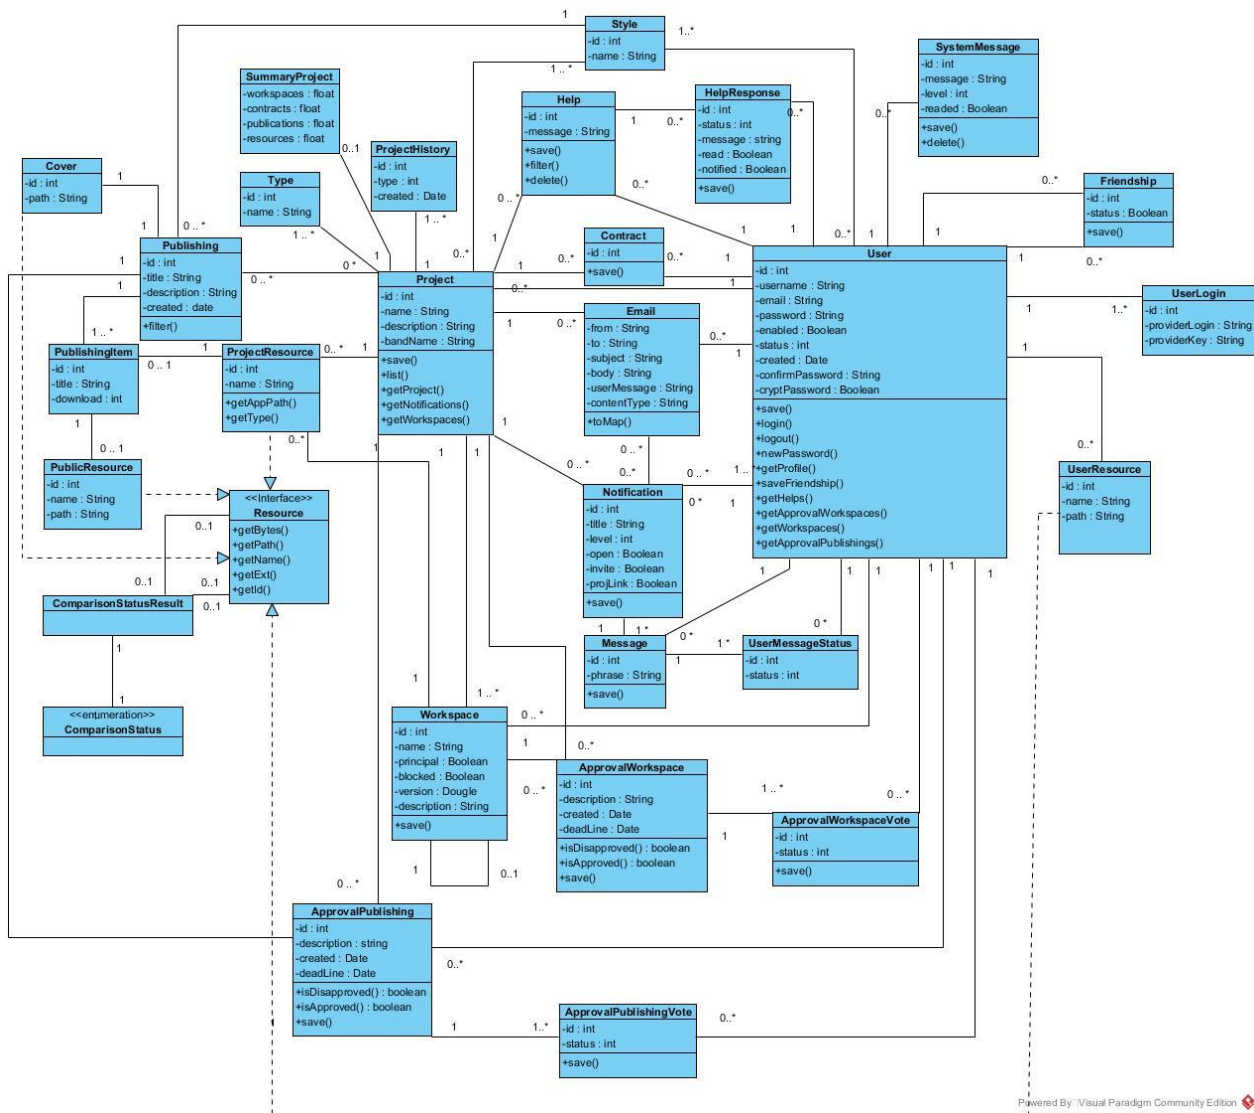 Style
-id : int
-name : String
SystemMessage
-id : int
-message : String
-level : int
-readed : Boolean
+save()
+delete()
SummaryProject
-workspaces : float
-contracts : float
-publications : float
-resources : float
Help
-id : int
-message : String
+save()
+filter()
+delete()
HelpResponse
-id : int
-status : int
-message : string
-read : Boolean
-notified : Boolean
+save()
ProjectHistory
-id : int
-type : int
-created : Date
Cover
-id : int
-path : String
Type
-id : int
-name : String
Friendship
-id : int
-status : Boolean
+save()
Publishing
-id : int
-title : String
-description : String
-created : date
+filter()
Contract
+save()
User
-id : int
-username : String
-email : String
-password : String
-enabled : Boolean
-status : int
-created : Date
-confirmPassword : String
-cryptPassword : Boolean
+save()
+login()
+logout()
+newPassword()
+getProfile()
+saveFriendship()
+getHelps()
+getApprovalWorkspaces()
+getWorkspaces()
+getApprovalPublishings()
Project
-id : int
-name : String
-description : String
-bandName : String
+save()
+list()
+getProject()
+getNotifications()
+getWorkspaces()
UserLogin
-id : int
-providerLogin : String
-providerKey : String
Email
-from : String
-to : String
-subject : String
-body : String
-userMessage : String
-contentType : String
+toMap()
PublishingItem
-id : int
-title : String
-download : int
ProjectResource
-id : int
-name : String
+getAppPath()
+getType()
PublicResource
-id : int
-name : String
-path : String
UserResource
-id : int
-name : String
-path : String
<<Interface>>
Resource
+getBytes()
+getPath()
+getName()
+getExt()
+getId()
Notification
-id : int
-title : String
-level : int
-open : Boolean
-invite : Boolean
-projLink : Boolean
+save()
ComparisonStatusResult
<<enumeration>>
ComparisonStatus
Message
-id : int
-phrase : String
+save()
UserMessageStatus
-id : int
-status : int
Workspace
-id : int
-name : String
-principal : Boolean
-blocked : Boolean
-version : Dougle
-description : String
+save()
ApprovalWorkspace
-id : int
-description : String
-created : Date
-deadLine : Date
+isDisapproved() : boolean
+isApproved() : boolean
+save()
ApprovalWorkspaceVote
-id : int
-status : int
+save()
ApprovalPublishing
-id : int
-description : string
-created : Date
-deadLine : Date
+isDisapproved() : boolean
+isApproved() : boolean
+save()
ApprovalPublishingVote
-id : int
-status : int
+save()
Powered By Visual Paradigm Community Edition